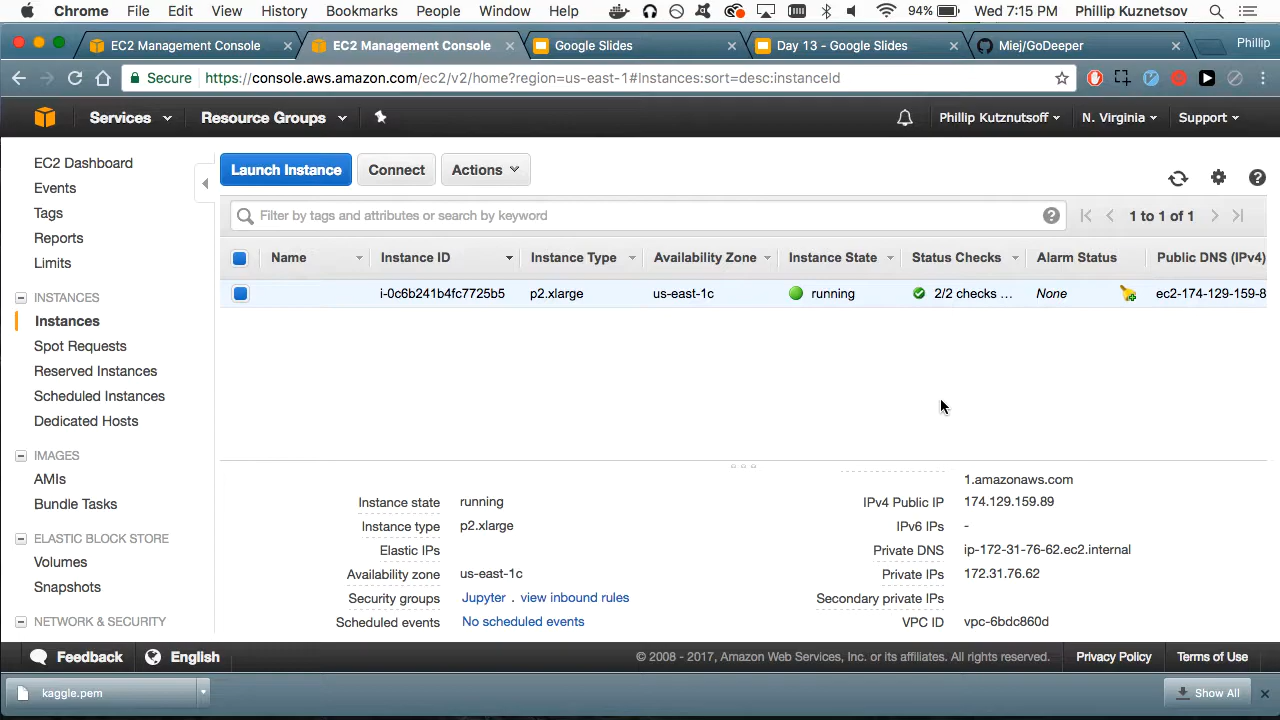 Chrome File Edit View History Bookmarks People Window Help 94% Wed 7:15 PM Phillip Kuznetsov
EC2 Management Console EC2 Management Console Google Slides Day 13 - Google Slides Miej/GoDeeper Phillip
Secure https://console.aws.amazon.com/ec2/v2/home?region=us-east-1#Instances:sort=desc:instanceId
Services Resource Groups Phillip Kutznutsoff N. Virginia Support
EC2 Dashboard
Events
Tags
Reports
Limits
INSTANCES
Instances
Spot Requests
Reserved Instances
Scheduled Instances
Dedicated Hosts
IMAGES
AMIs
Bundle Tasks
ELASTIC BLOCK STORE
Volumes
Snapshots
NETWORK & SECURITY
Launch Instance Connect Actions
Filter by tags and attributes or search by keyword 1 to 1 of 1
Name Instance ID Instance Type Availability Zone Instance State Status Checks Alarm Status Public DNS (IPv4)
i-0c6b241b4fc7725b5 p2.xlarge us-east-1c running 2/2 checks ... None ec2-174-129-159-8
1.amazonaws.com
Instance state running IPv4 Public IP 174.129.159.89
Instance type p2.xlarge IPv6 IPs -
Elastic IPs Private DNS ip-172-31-76-62.ec2.internal
Availability zone us-east-1c Private IPs 172.31.76.62
Security groups Jupyter . view inbound rules Secondary private IPs
Scheduled events No scheduled events VPC ID vpc-6bdc860d
Feedback English © 2008 - 2017, Amazon Web Services, Inc. or its affiliates. All rights reserved. Privacy Policy Terms of Use
kaggle.pem Show All